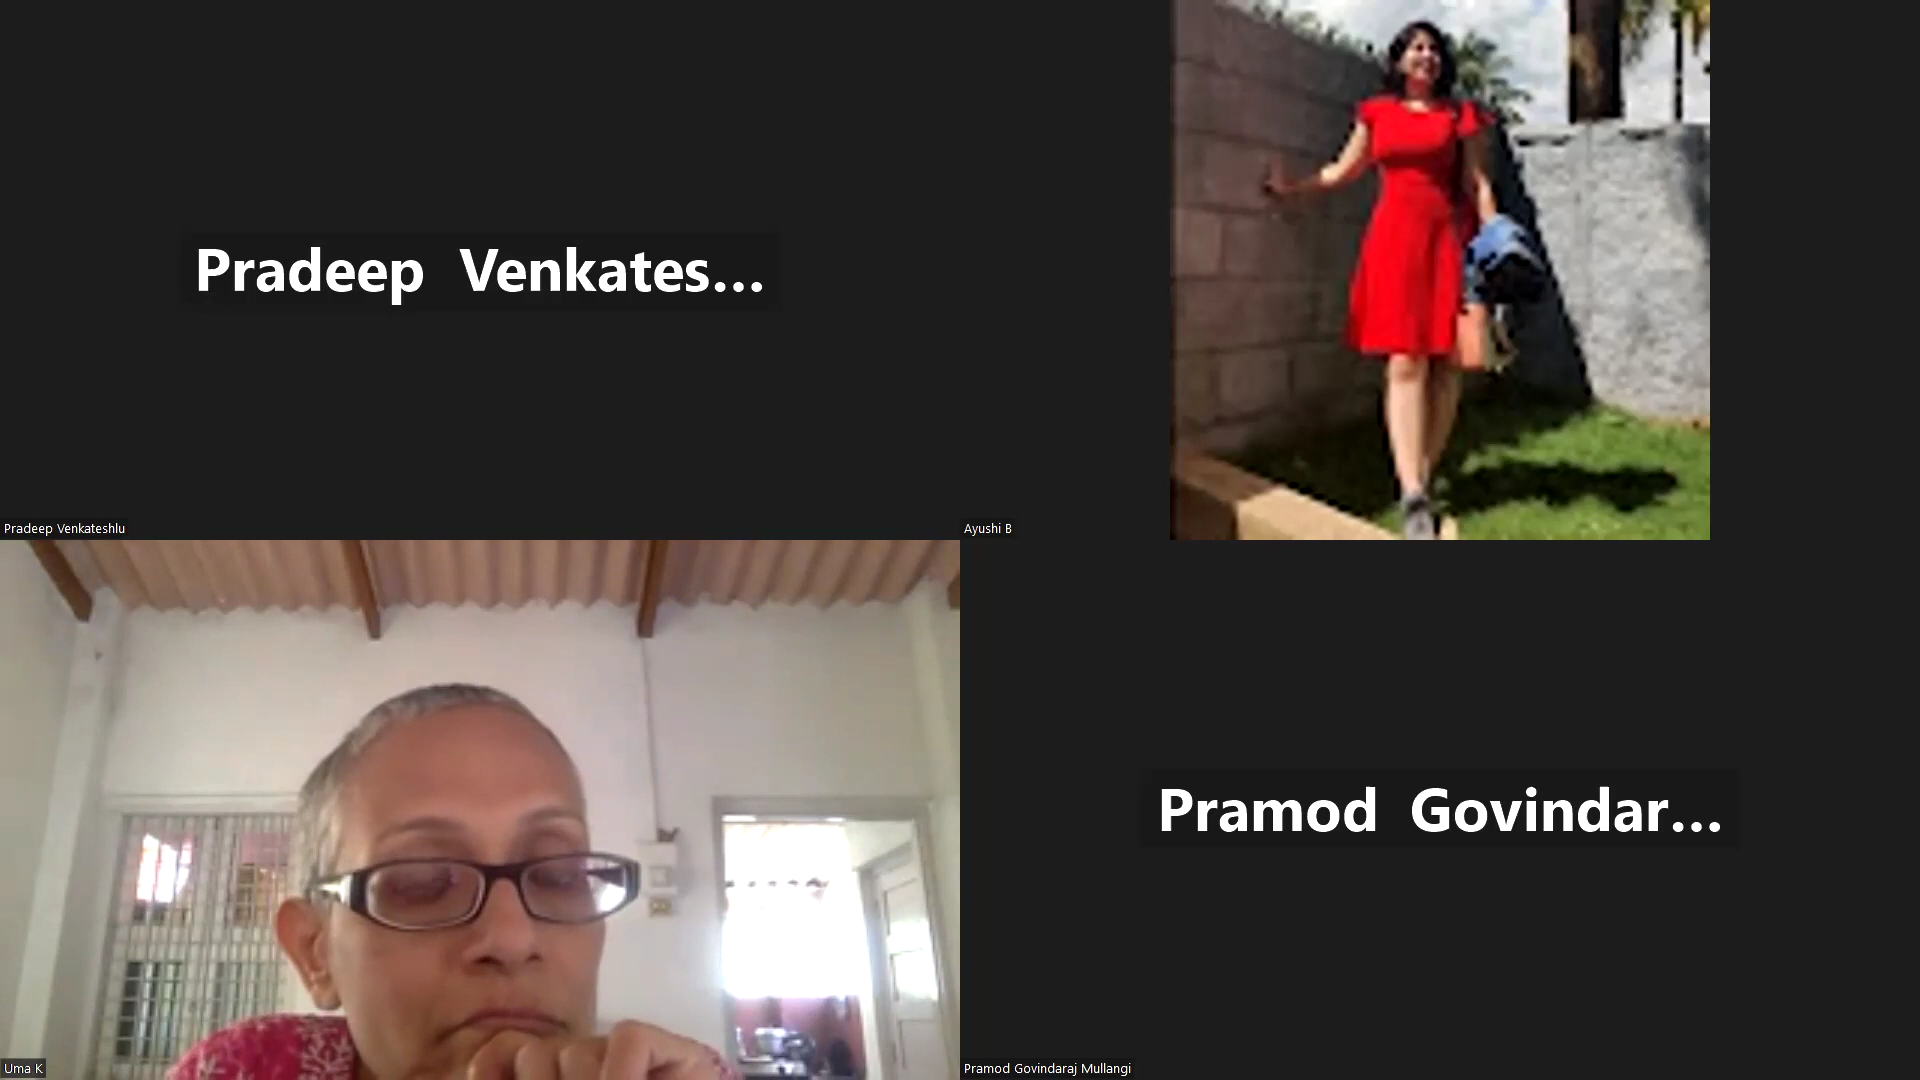 Pradeep Venkates...
Pradeep Venkateshlu
Ayushi B
Uma K
Pramod Govindar...
Pramod Govindaraj Mullangi